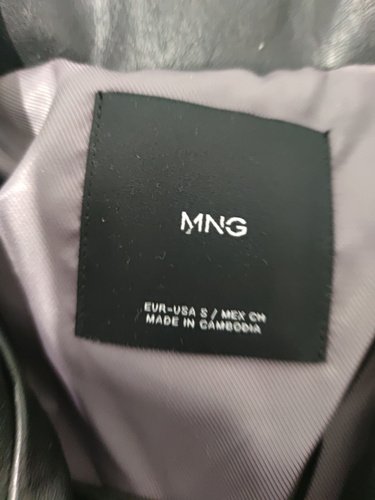 MNG
EUR-USA S / MEX CH
MADE IN CAMBODIA